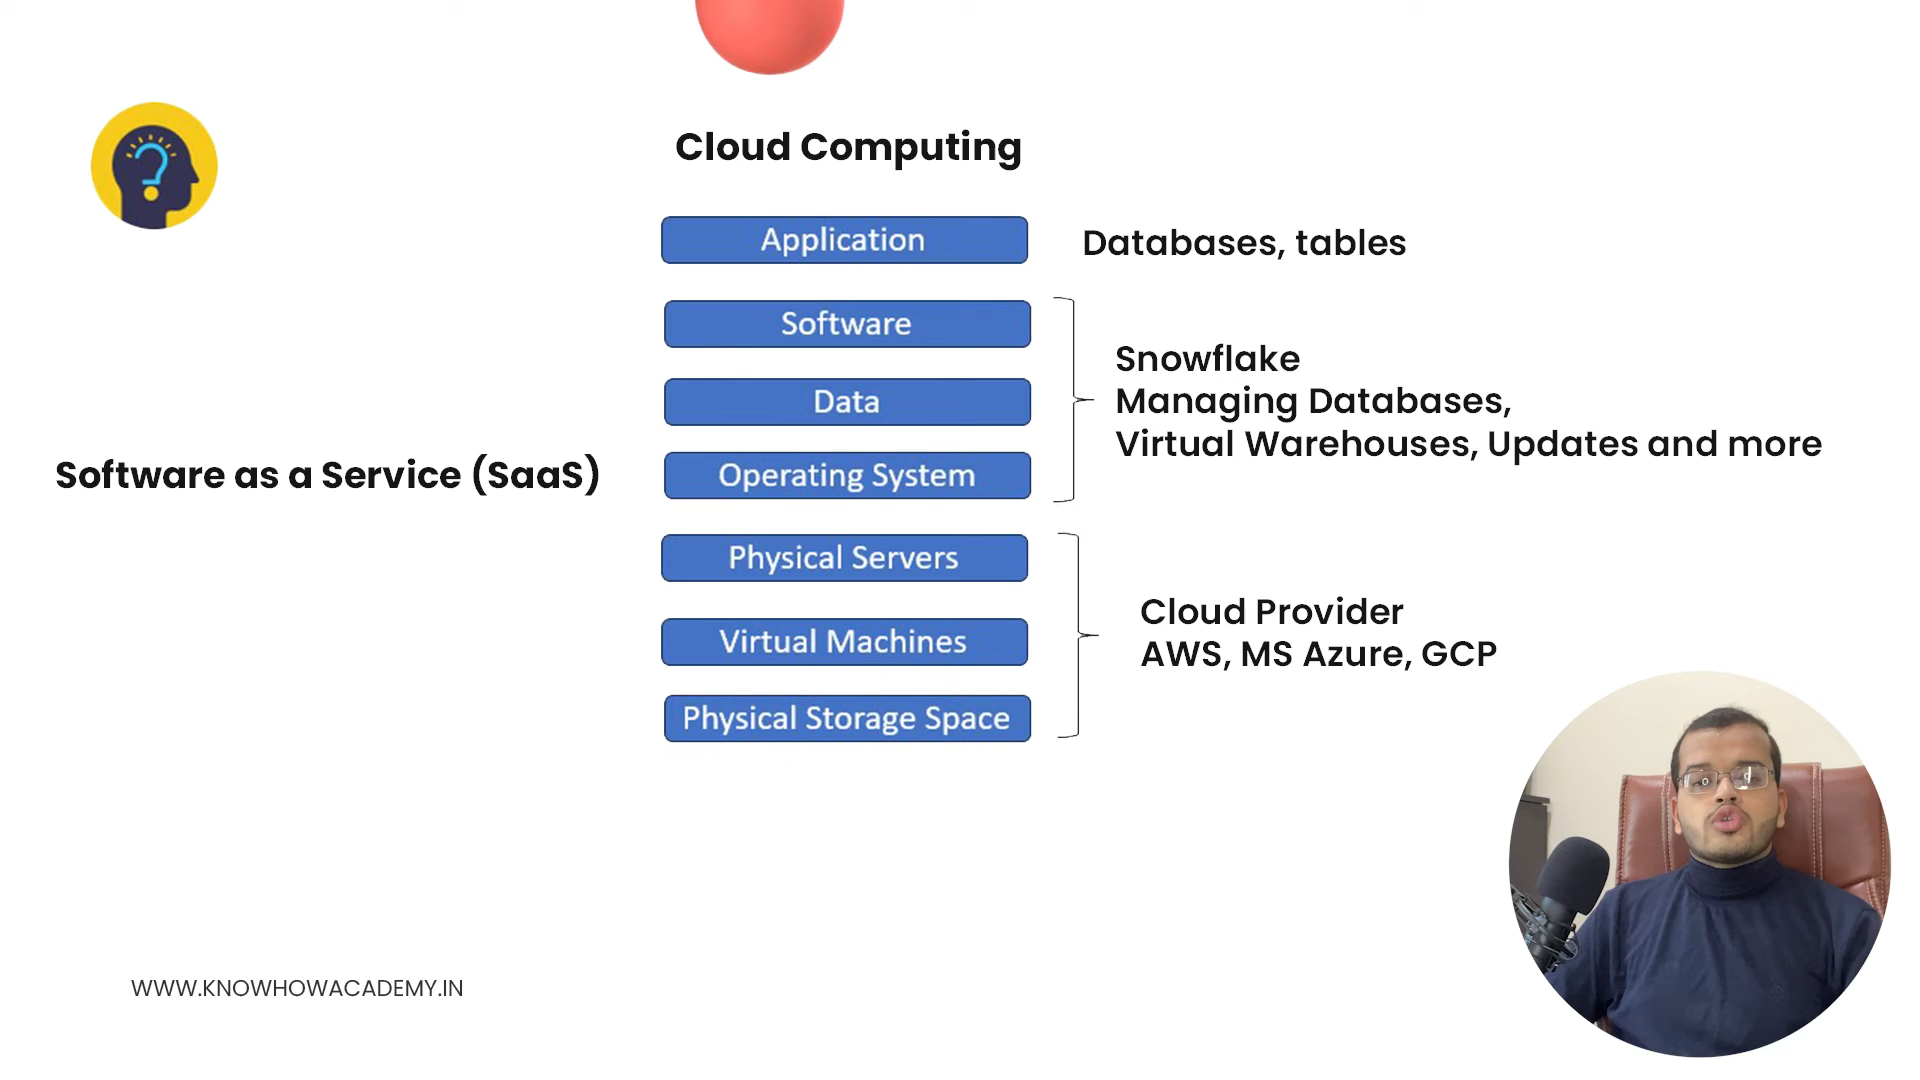 Cloud Computing
Application
Databases, tables
Software
Data
Operating System
Snowflake
Managing Databases,
Virtual Warehouses, Updates and more
Software as a Service (SaaS)
Physical Servers
Virtual Machines
Physical Storage Space
Cloud Provider
AWS, MS Azure, GCP
WWW.KNOWHOWACADEMY.IN